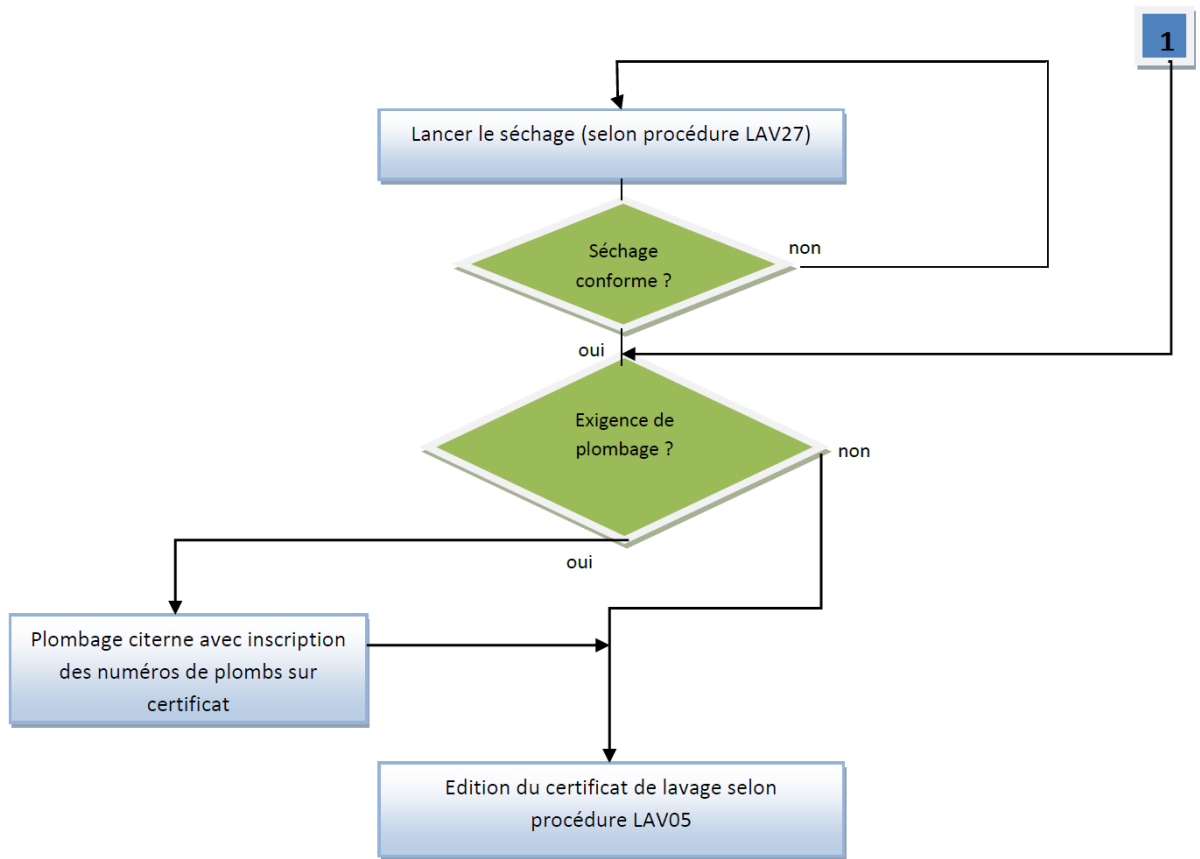 1
Lancer le séchage (selon procédure LAV27)
Séchage
conforme ?
non
oui
Exigence de
plombage ?
non
oui
Plombage citerne avec inscription
des numéros de plombs sur
certificat
Edition du certificat de lavage selon
procédure LAV05